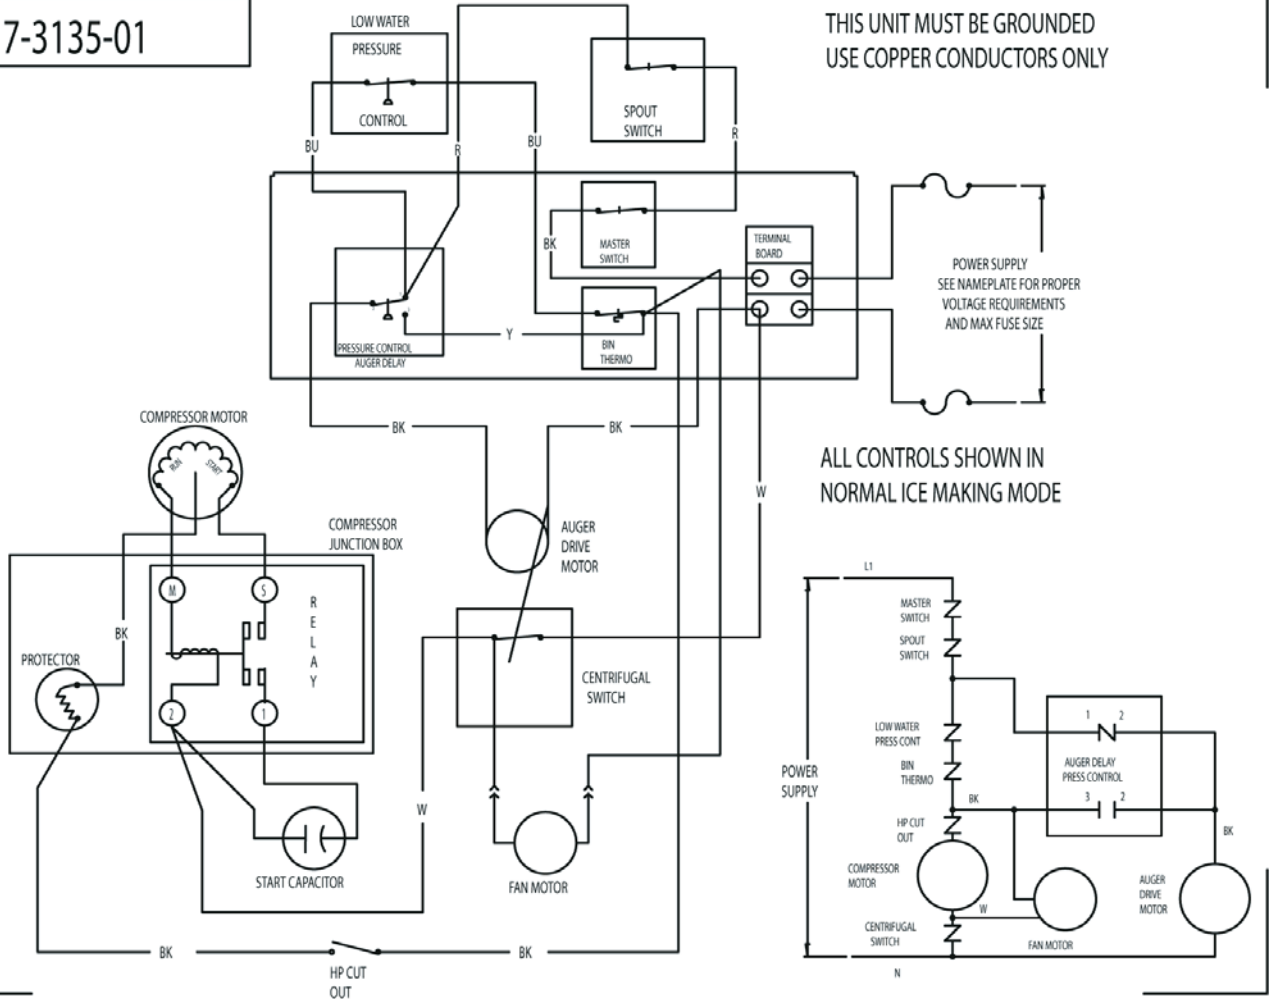 7-3135-01
LOW WATER
PRESSURE
CONTROL
SPOUT
SWITCH
THIS UNIT MUST BE GROUNDED
USE COPPER CONDUCTORS ONLY
BU
R
BU
R
BK
MASTER
SWITCH
TERMINAL
BOARD
POWER SUPPLY
SEE NAMEPLATE FOR PROPER
VOLTAGE REQUIREMENTS
AND MAX FUSE SIZE
Y
BIN
THERMO
PRESSURE CONTROL
AUGER DELAY
BK
BK
COMPRESSOR MOTOR
RUN
START
ALL CONTROLS SHOWN IN
NORMAL ICE MAKING MODE
W
COMPRESSOR
JUNCTION BOX
AUGER
DRIVE
MOTOR
M
S
RELAY
BK
PROTECTOR
2
1
CENTRIFUGAL
SWITCH
W
START CAPACITOR
FAN MOTOR
BK
BK
HP CUT
OUT
L1
MASTER
SWITCH
SPOUT
SWITCH
LOW WATER
PRESS CONT
BIN
THERMO
1 2
AUGER DELAY
PRESS CONTROL
3 2
POWER
SUPPLY
BK
BK
HP CUT
OUT
COMPRESSOR
MOTOR
W
AUGER
DRIVE
MOTOR
CENTRIFUGAL
SWITCH
FAN MOTOR
N